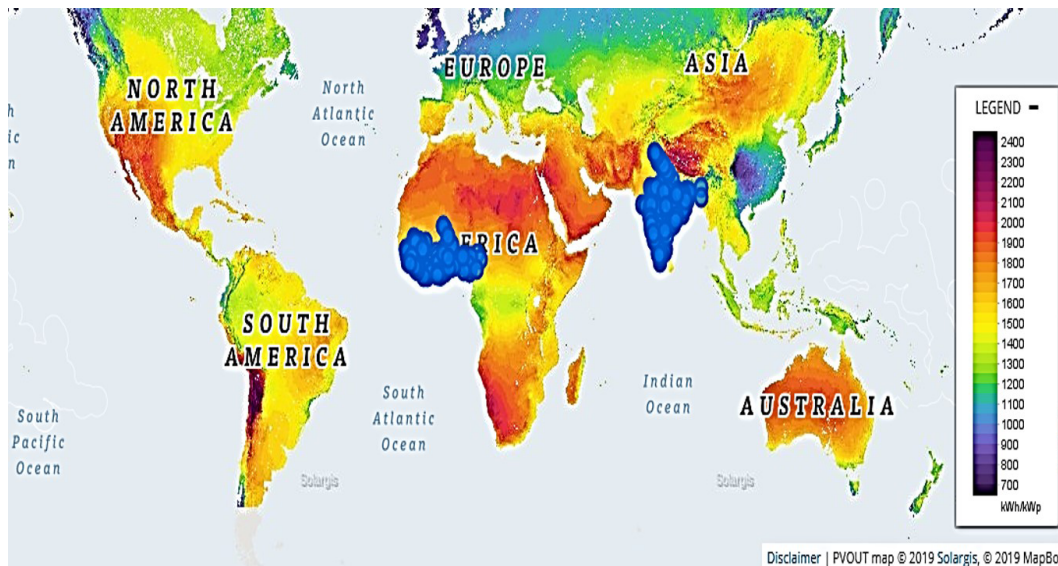 NORTH
AMERICA
North
Atlantic
Ocean
EUROPE
ASIA
ERICA
SOUTH
AMERICA
South
Pacific
Ocean
South
Atlantic
Ocean
Indian
Ocean
AUSTRALIA
Solargis
Solargis
LEGEND
2400
2300
2200
2100
2000
1900
1800
1700
1600
1500
1400
1300
1200
1100
1000
900
800
700
kWh/kWp
h
ic
n
Disclaimer | PVOUT map © 2019 Solargis, © 2019 MapBo